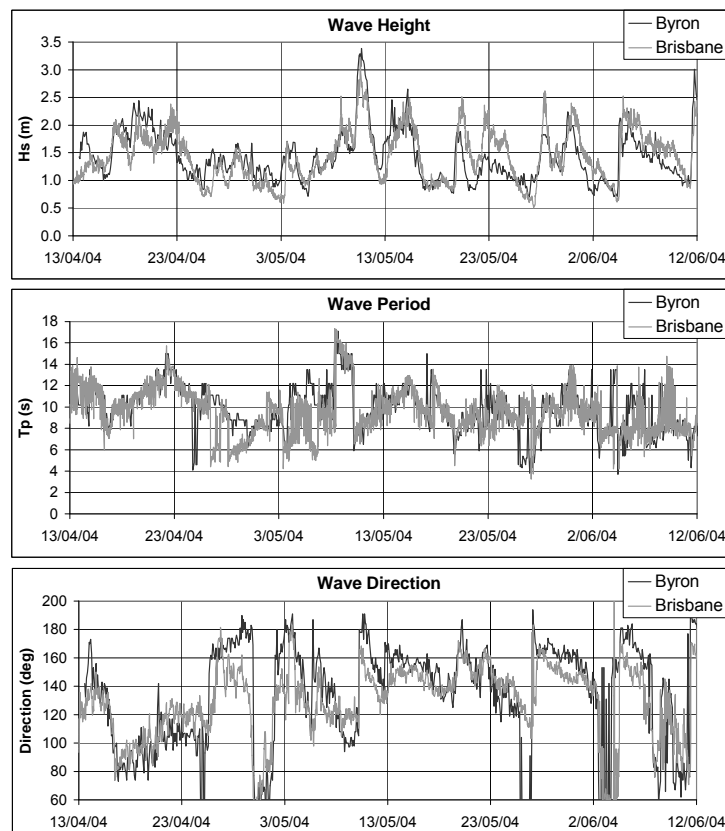 Wave Height
Byron
Brisbane
Hs (m)
3.5
3.0
2.5
2.0
1.5
1.0
0.5
0.0
13/04/04 23/04/04 3/05/04 13/05/04 23/05/04 2/06/04 12/06/04
Wave Period
Byron
Brisbane
Tp (s)
18
16
14
12
10
8
6
4
2
0
13/04/04 23/04/04 3/05/04 13/05/04 23/05/04 2/06/04 12/06/04
Wave Direction
Byron
Brisbane
Direction (deg)
200
180
160
140
120
100
80
60
13/04/04 23/04/04 3/05/04 13/05/04 23/05/04 2/06/04 12/06/04